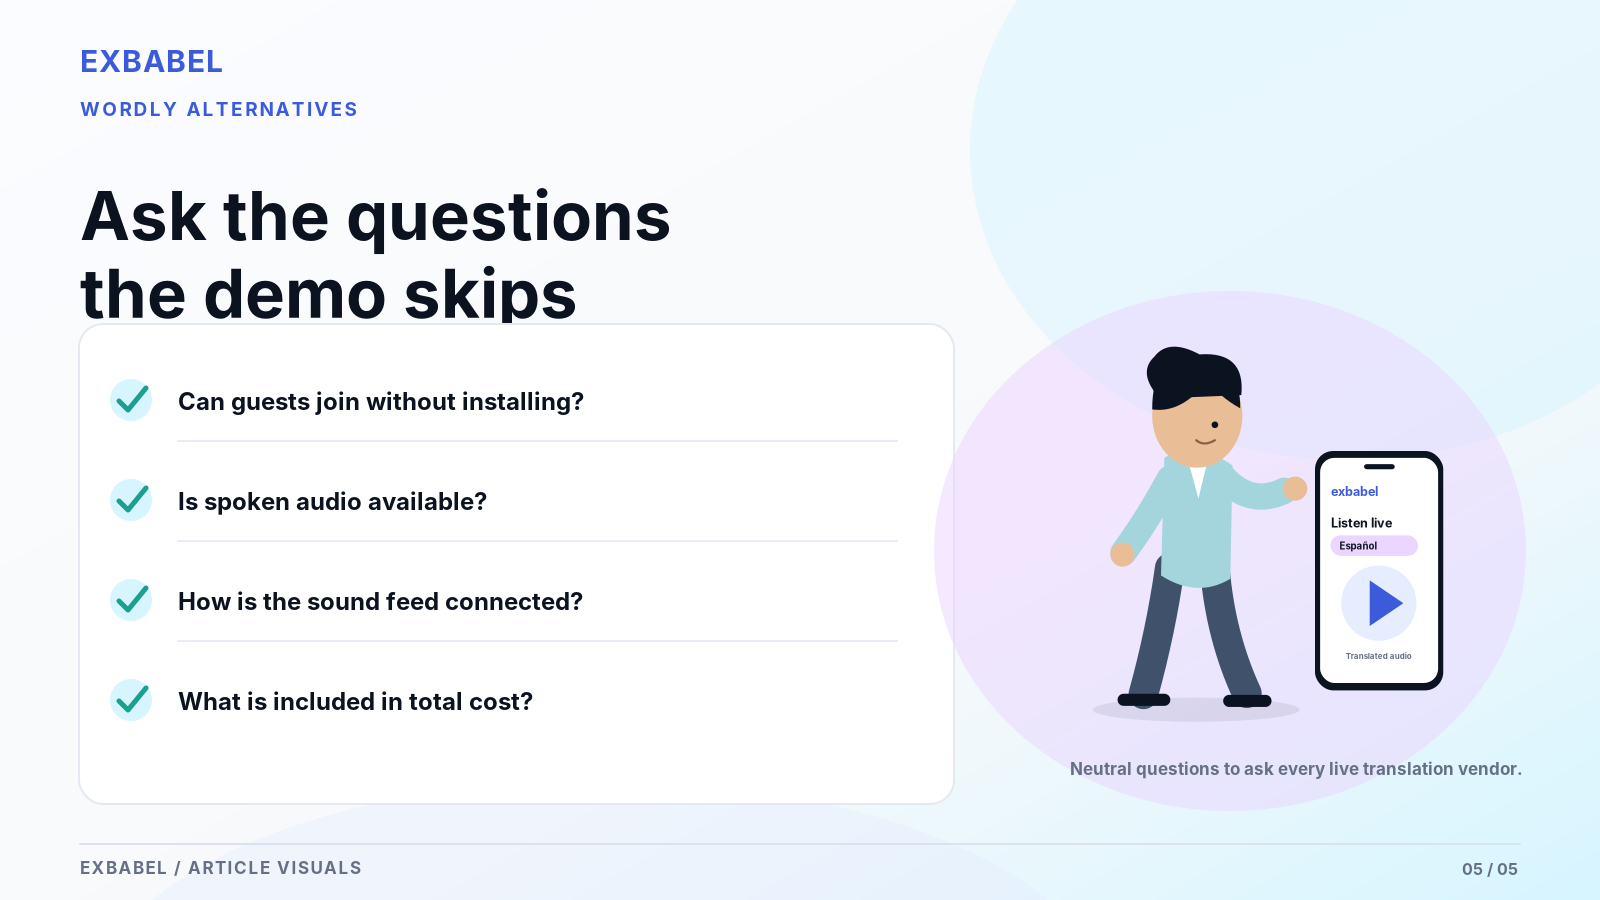 EXBABEL
WORDLY ALTERNATIVES
Ask the questions
the demo skips
Can guests join without installing?
Is spoken audio available?
How is the sound feed connected?
What is included in total cost?
exbabel
Listen live
Español
Translated audio
Neutral questions to ask every live translation vendor.
EXBABEL / ARTICLE VISUALS
05 / 05